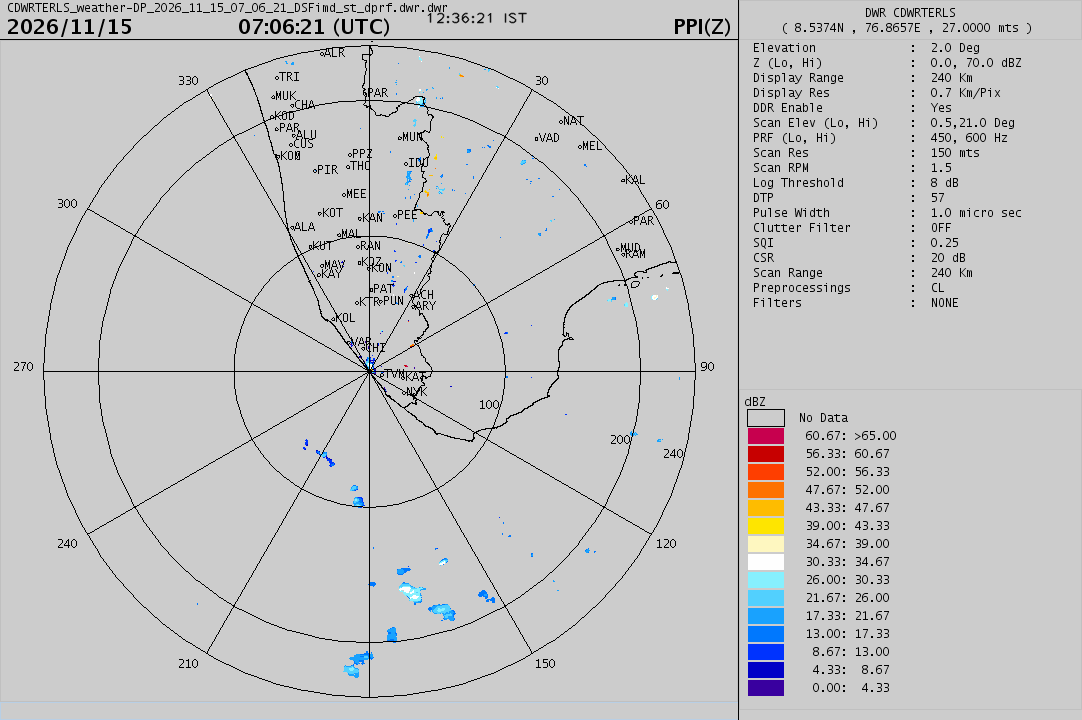 CDWRTERLS_weather-DP_2026_11_15_07_06_21_DSFimd_st_dprf.dwr.dwr
2026/11/15 07:06:21 (UTC) 12:36:21 IST PPI(Z)
DWR CDWRTERLS
( 8.5374N , 76.8657E , 27.0000 mts )
Elevation : 2.0 Deg
Z (Lo, Hi) : 0.0, 70.0 dBZ
Display Range : 240 Km
Display Res : 0.7 Km/Pix
DDR Enable : Yes
Scan Elev (Lo, Hi) : 0.5,21.0 Deg
PRF (Lo, Hi) : 450, 600 Hz
Scan Res : 150 mts
Scan RPM : 1.5
Log Threshold : 8 dB
DTP : 57
Pulse Width : 1.0 micro sec
Clutter Filter : OFF
SQI : 0.25
CSR : 20 dB
Scan Range : 240 Km
Preprocessings : CL
Filters : NONE
dBZ
No Data
60.67: >65.00
56.33: 60.67
52.00: 56.33
47.67: 52.00
43.33: 47.67
39.00: 43.33
34.67: 39.00
30.33: 34.67
26.00: 30.33
21.67: 26.00
17.33: 21.67
13.00: 17.33
8.67: 13.00
4.33: 8.67
0.00: 4.33
ALR
TRI
330
30
MUK
PAR
CHA
KOD
NAT
PAR
ALU
MUN
VAD
CUS
MEL
KOM
PPZ
IDU
THO
PIR
KAL
MEE
300
60
KOT
KAN
PEE
PAR
ALA
MAL
KUT
RAN
MUD
RAM
MAV
KOZ
KON
KAY
PAT
ACH
KTR
PUN
ARY
KOL
VAR
CHI
270
90
TVM
KAT
NYK
100
200
240
240
120
210
150